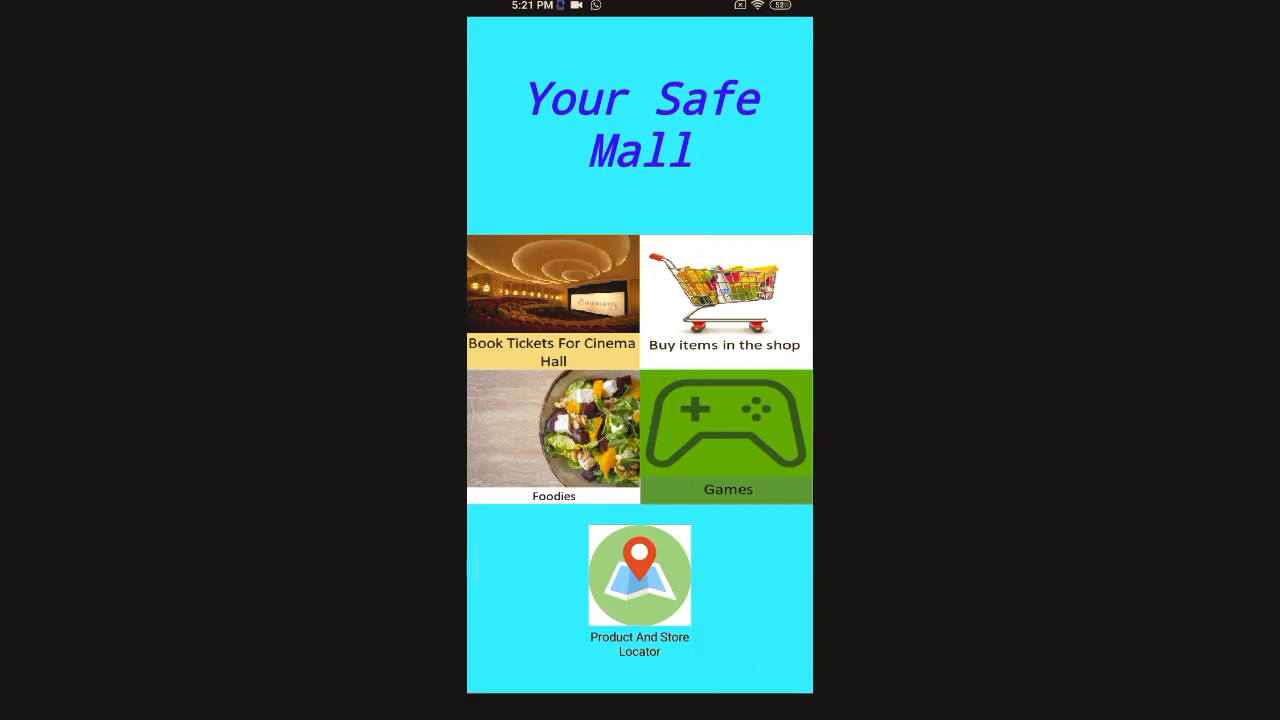 5:21 PM
52
Your Safe
Mall
Book Tickets For Cinema
Hall
Buy items in the shop
Foodies
Games
Product And Store
Locator